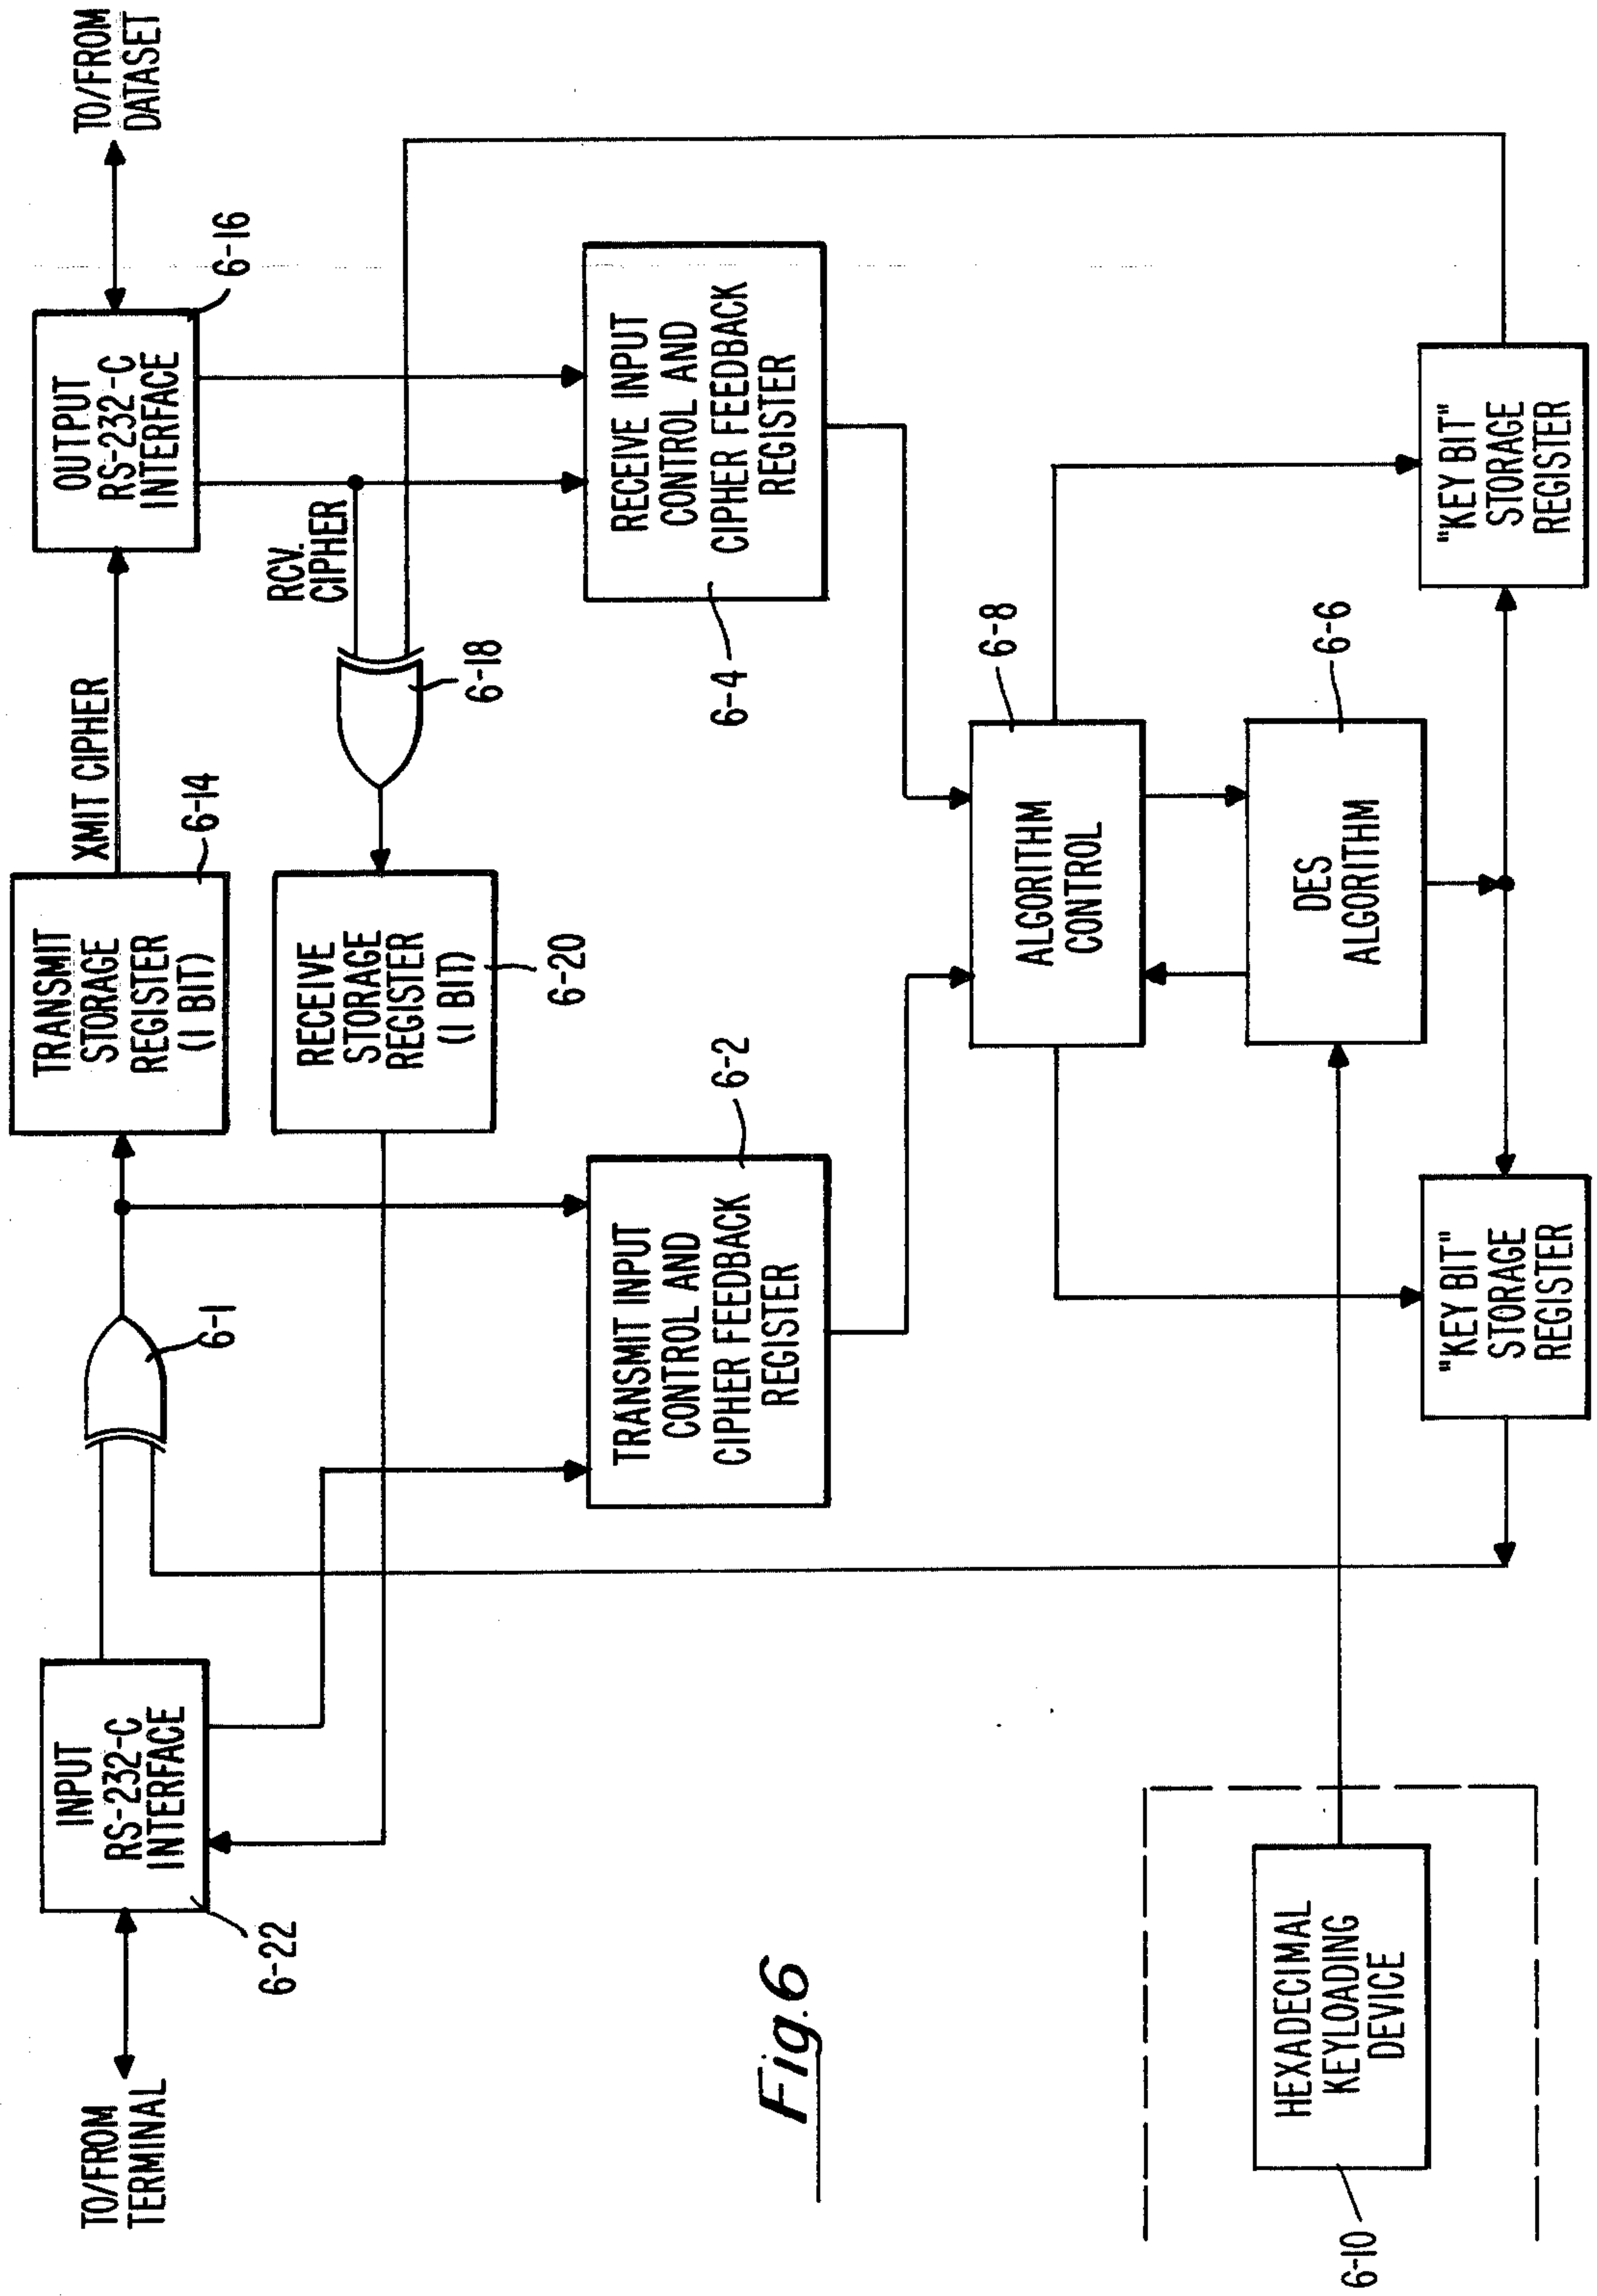 TO/FROM
TERMINAL
INPUT
RS-232-C
INTERFACE
6-22
6-1
TRANSMIT
STORAGE
REGISTER
(1 BIT)
6-14
XMIT CIPHER
OUTPUT
RS-232-C
INTERFACE
6-16
TO/FROM
DATASET
RECEIVE
STORAGE
REGISTER
(1 BIT)
6-20
6-18
RCV.
CIPHER
TRANSMIT INPUT
CONTROL AND
CIPHER FEEDBACK
REGISTER
6-2
RECEIVE INPUT
CONTROL AND
CIPHER FEEDBACK
REGISTER
6-4
Fig.6
ALGORITHM
CONTROL
6-8
HEXADECIMAL
KEYLOADING
DEVICE
6-10
DES
ALGORITHM
6-6
"KEY BIT"
STORAGE
REGISTER
"KEY BIT"
STORAGE
REGISTER